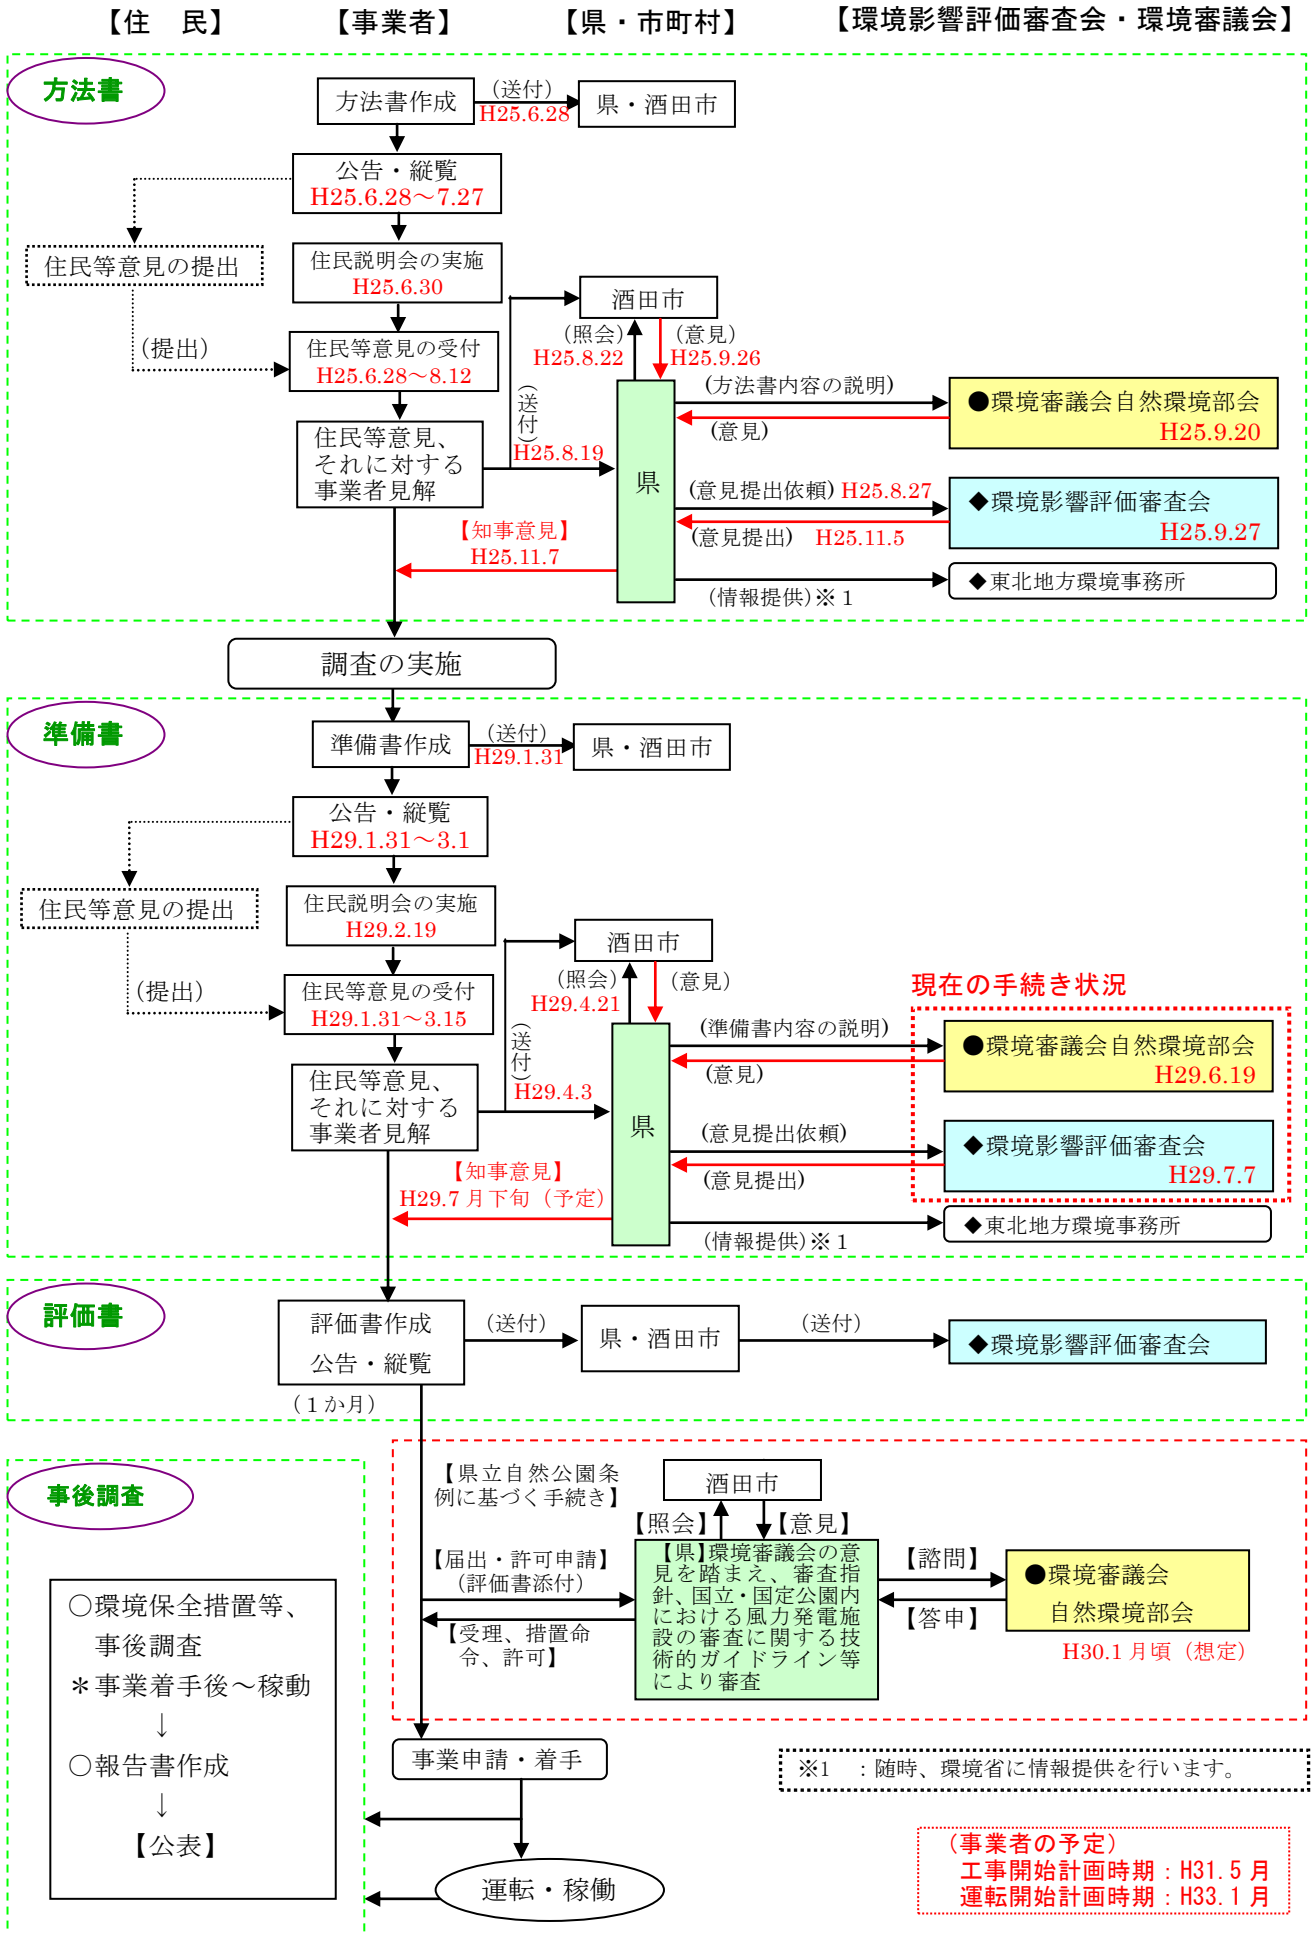 【住　民】
【事業者】
【県・市町村】
【環境影響評価審査会・環境審議会】
方法書
方法書作成
(送付)
H25.6.28
県・酒田市
公告・縦覧
H25.6.28～7.27
住民等意見の提出
住民説明会の実施
H25.6.30
酒田市
(照会)
H25.8.22
(意見)
H25.9.26
(提出)
住民等意見の受付
H25.6.28～8.12
(送付)
H25.8.19
(方法書内容の説明)
(意見)
●環境審議会自然環境部会
H25.9.20
住民等意見、
それに対する
事業者見解
県
(意見提出依頼) H25.8.27
(意見提出)　H25.11.5
◆環境影響評価審査会
H25.9.27
【知事意見】
H25.11.7
(情報提供)※１
◆東北地方環境事務所
調査の実施
準備書
準備書作成
(送付)
H29.1.31
県・酒田市
公告・縦覧
H29.1.31～3.1
住民等意見の提出
住民説明会の実施
H29.2.19
酒田市
(照会)
H29.4.21
(意見)
現在の手続き状況
(提出)
住民等意見の受付
H29.1.31～3.15
(送付)
H29.4.3
(準備書内容の説明)
(意見)
●環境審議会自然環境部会
H29.6.19
住民等意見、
それに対する
事業者見解
県
(意見提出依頼)
(意見提出)
◆環境影響評価審査会
H29.7.7
【知事意見】
H29.7 月下旬（予定）
(情報提供)※１
◆東北地方環境事務所
評価書
評価書作成
公告・縦覧
（１か月）
(送付)
県・酒田市
(送付)
◆環境影響評価審査会
事後調査
【県立自然公園条
例に基づく手続き】
酒田市
【照会】
【意見】
【届出・許可申請】
（評価書添付）
【受理、措置命
令、許可】
【県】環境審議会の意
見を踏まえ、審査指
針、国立・国定公園内
における風力発電施
設の審査に関する技
術的ガイドライン等
により審査
【諮問】
【答申】
●環境審議会
自然環境部会
H30.1 月頃（想定）
○環境保全措置等、
事後調査
＊事業着手後～稼動
↓
○報告書作成
↓
【公表】
事業申請・着手
※1　：随時、環境省に情報提供を行います。
運転・稼働
（事業者の予定）
工事開始計画時期：H31.5 月
運転開始計画時期：H33.1 月